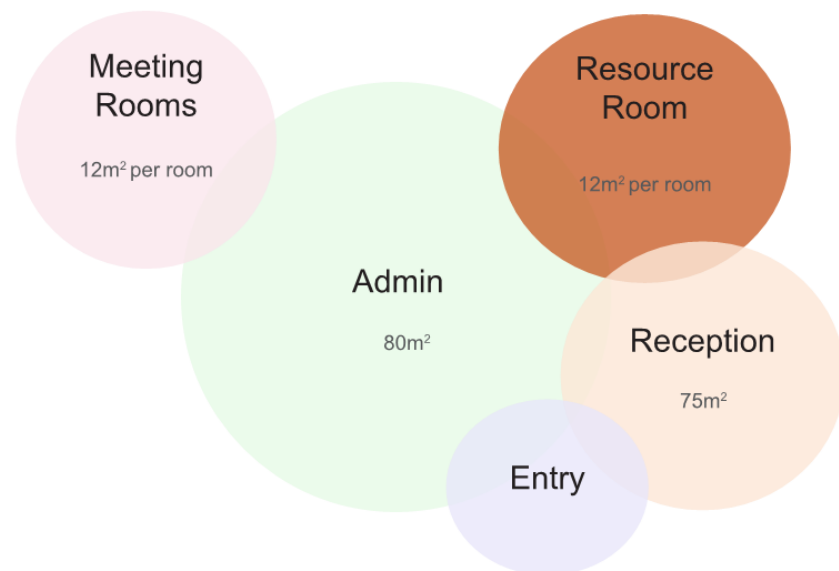 Meeting
Rooms
12m² per room
Resource
Room
12m² per room
Admin
80m²
Reception
75m²
Entry